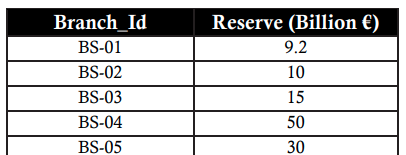 Branch_Id Reserve (Billion €)
BS-01 9.2
BS-02 10
BS-03 15
BS-04 50
BS-05 30